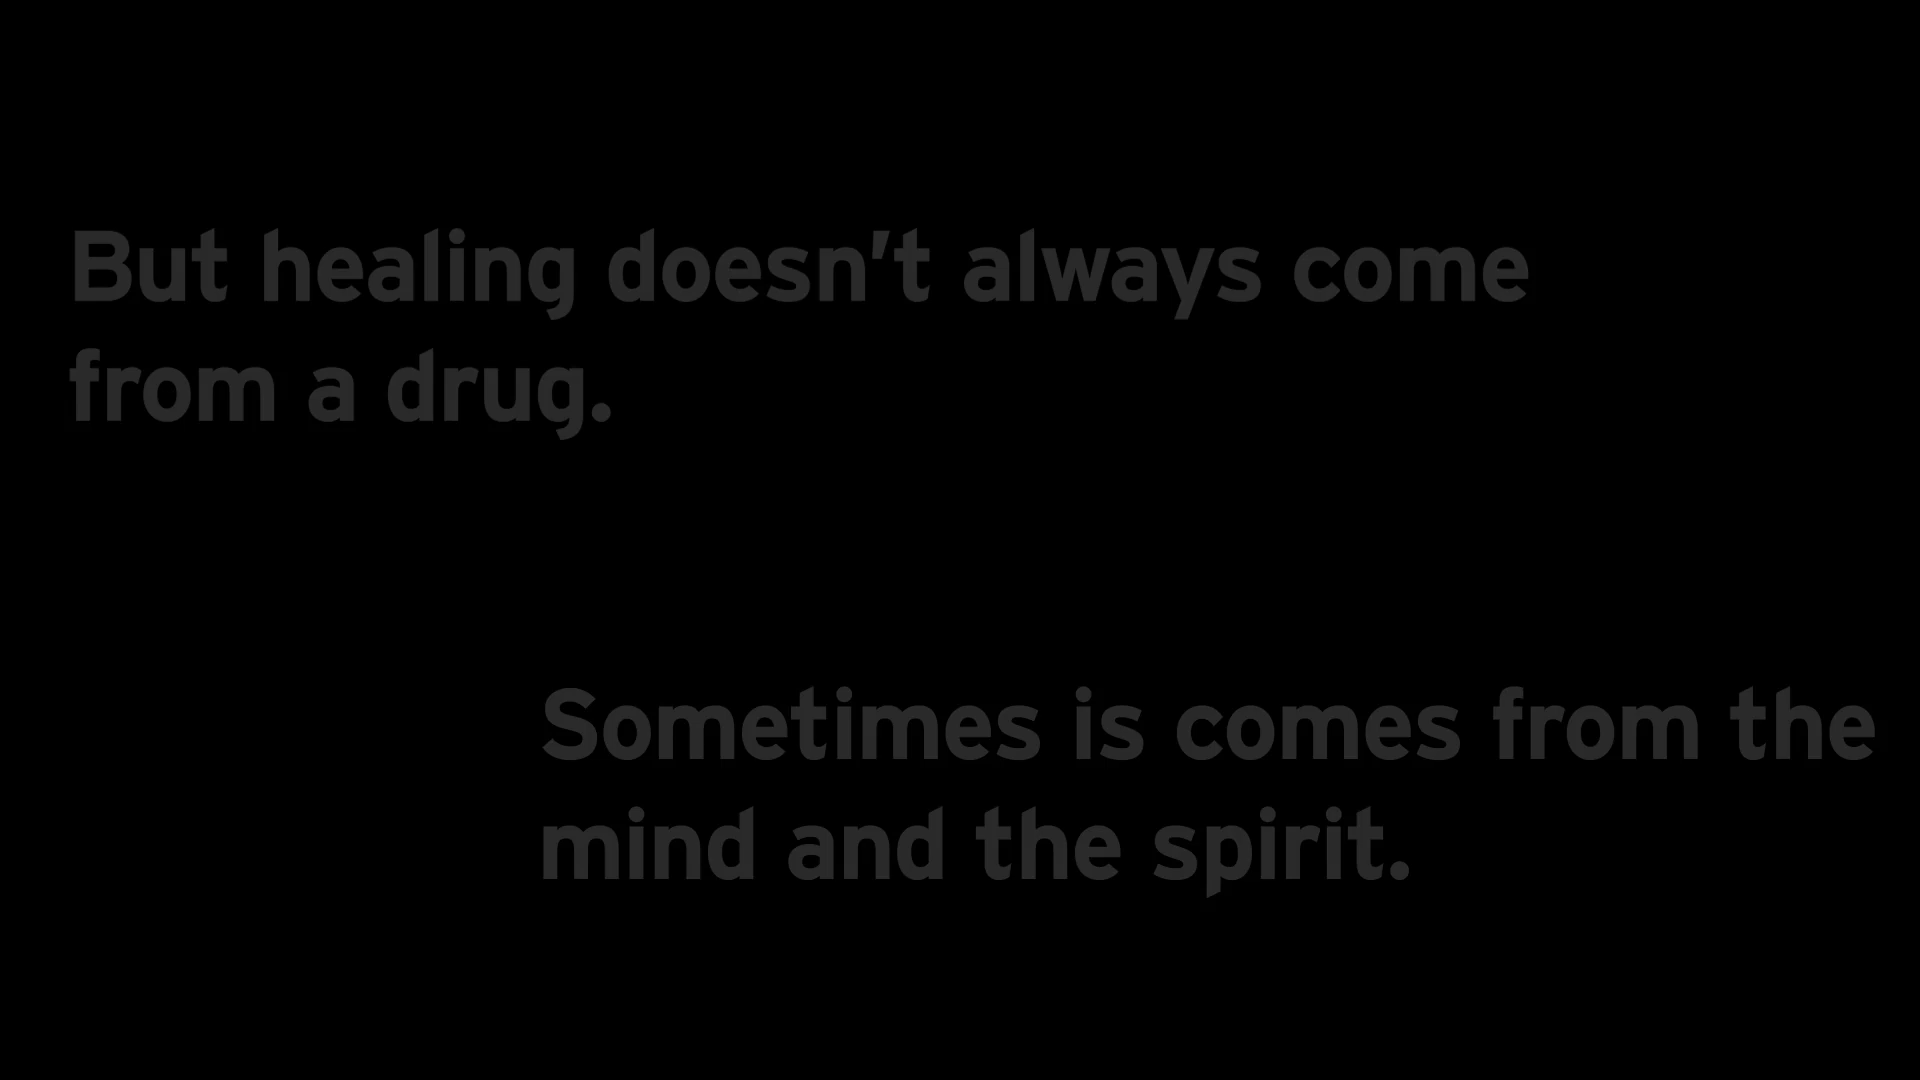 But healing doesn't always come
from a drug.
Sometimes is comes from the
mind and the spirit.